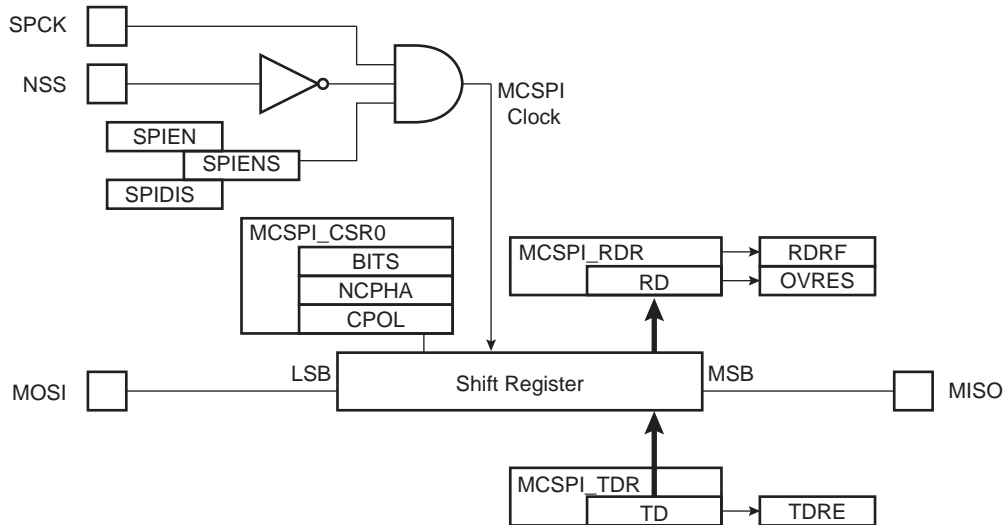 SPCK
NSS
MCSPI
Clock
SPIEN
SPIENS
SPIDIS
MCSPI_CSR0
BITS
NCPHA
CPOL
MCSPI_RDR
RD
RDRF
OVRES
MOSI
LSB
Shift Register
MSB
MISO
MCSPI_TDR
TD
TDRE